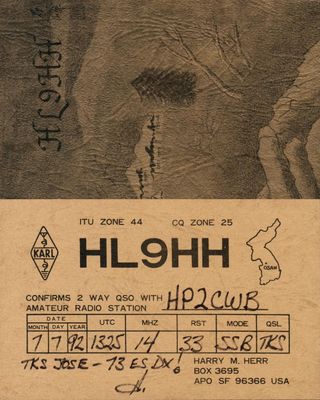 HL9HH
ITU ZONE 44 CQ ZONE 25
KARL
HL9HH
OSAN
CONFIRMS 2 WAY QSO WITH HP2CWB
AMATEUR RADIO STATION
DATE UTC MHZ RST MODE QSL
MONTH DAY YEAR
7 7 92 1325 14 33 SSB TKS
TKS JOSE - 73 ES DX!
HARRY M. HERR
BOX 3695
APO SF 96366 USA